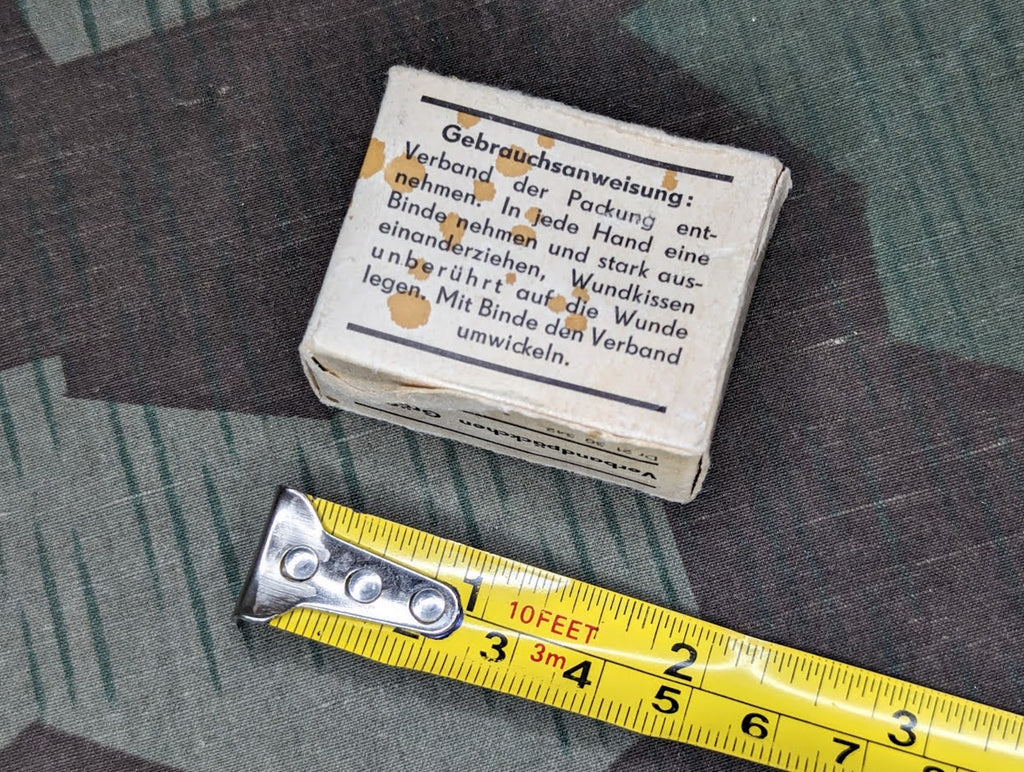 Gebrauchsanweisung:
Verband der Packung ent-
nehmen. In jede Hand eine
Binde nehmen und stark aus-
einanderziehen, Wundkissen
unberührt auf die Wunde
legen. Mit Binde den Verband
umwickeln.
Verbandpäckchen
1
10FEET
2
3
3
3m
4
5
6
7